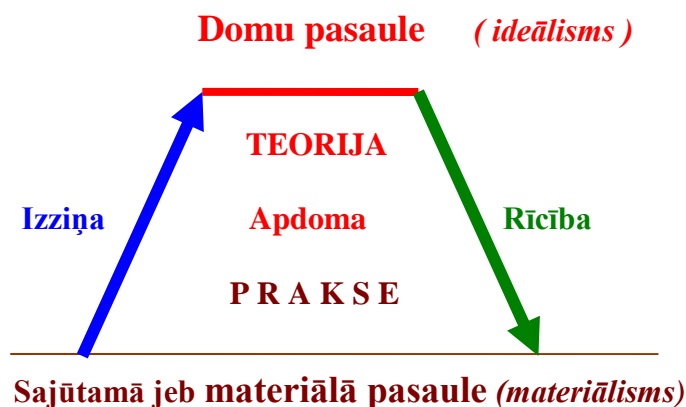 Domu pasaule ( ideālisms )
TEORIJA
Izziņa Apdoma Rīcība
P R A K S E
Sajūtamā jeb materiālā pasaule (materiālisms)